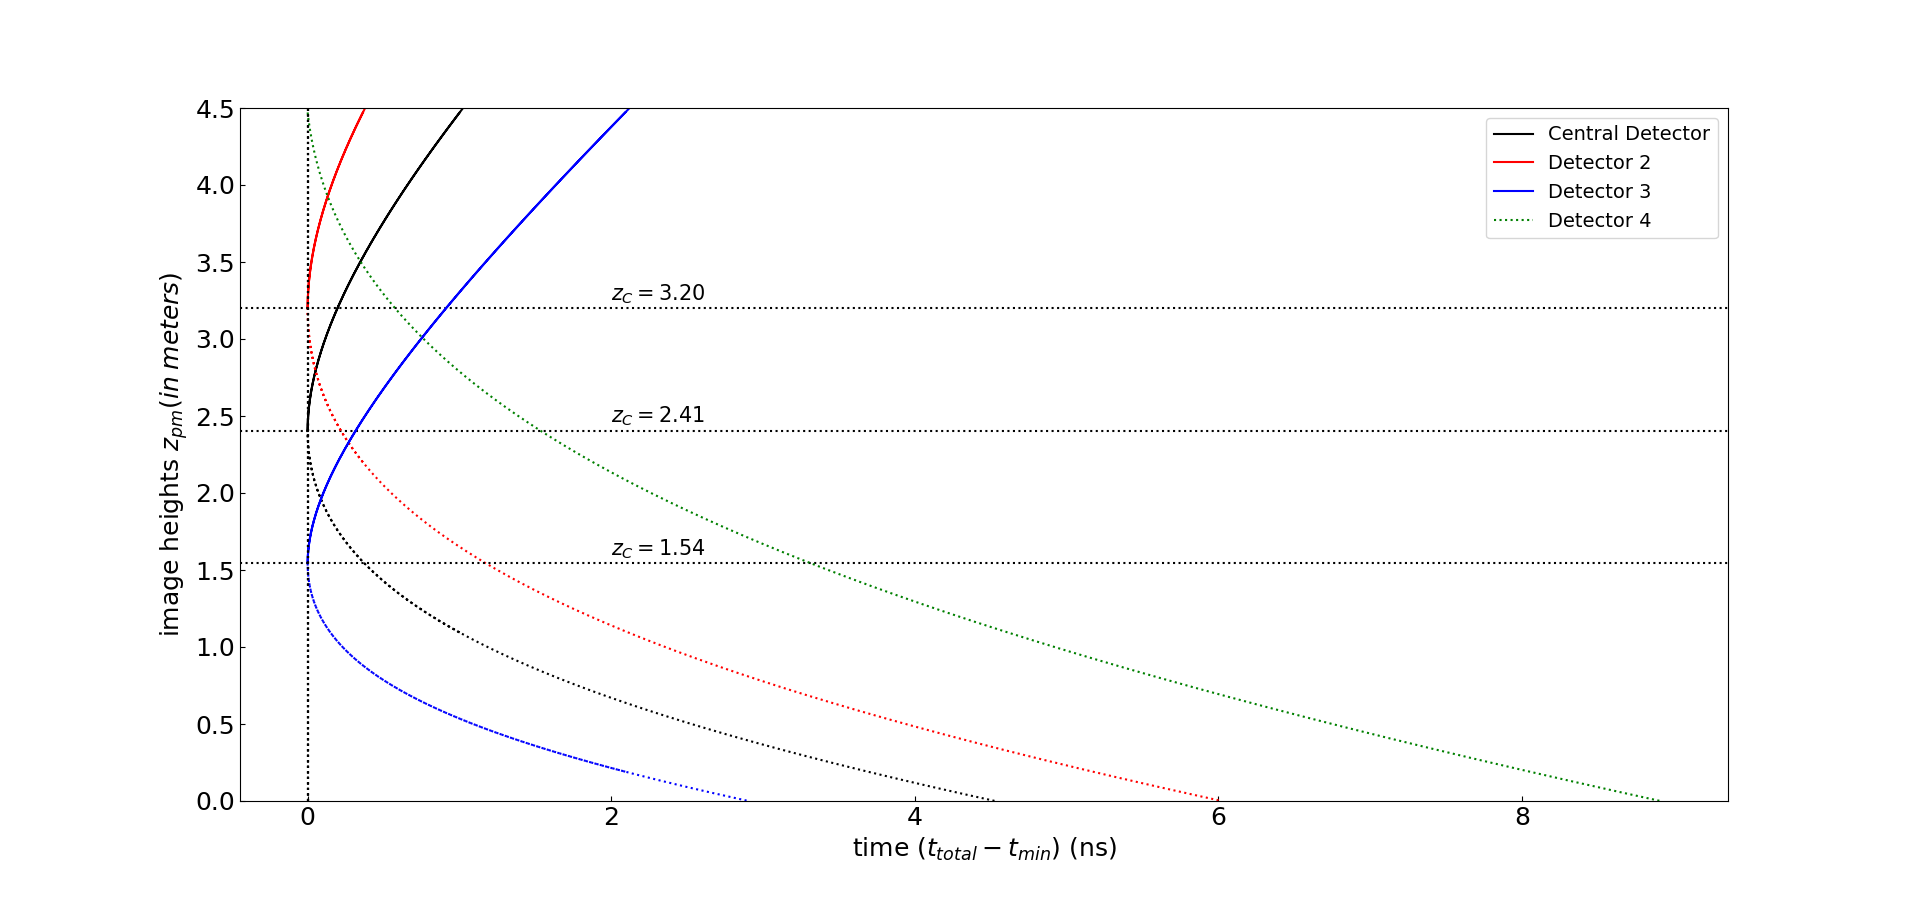 4.5
4.0
3.5
3.0
2.5
2.0
1.5
1.0
0.5
0.0
image heights z_pm(in meters)
Central Detector
Detector 2
Detector 3
Detector 4
z_C = 3.20
z_C = 2.41
z_C = 1.54
0 2 4 6 8
time (t_total − t_min) (ns)